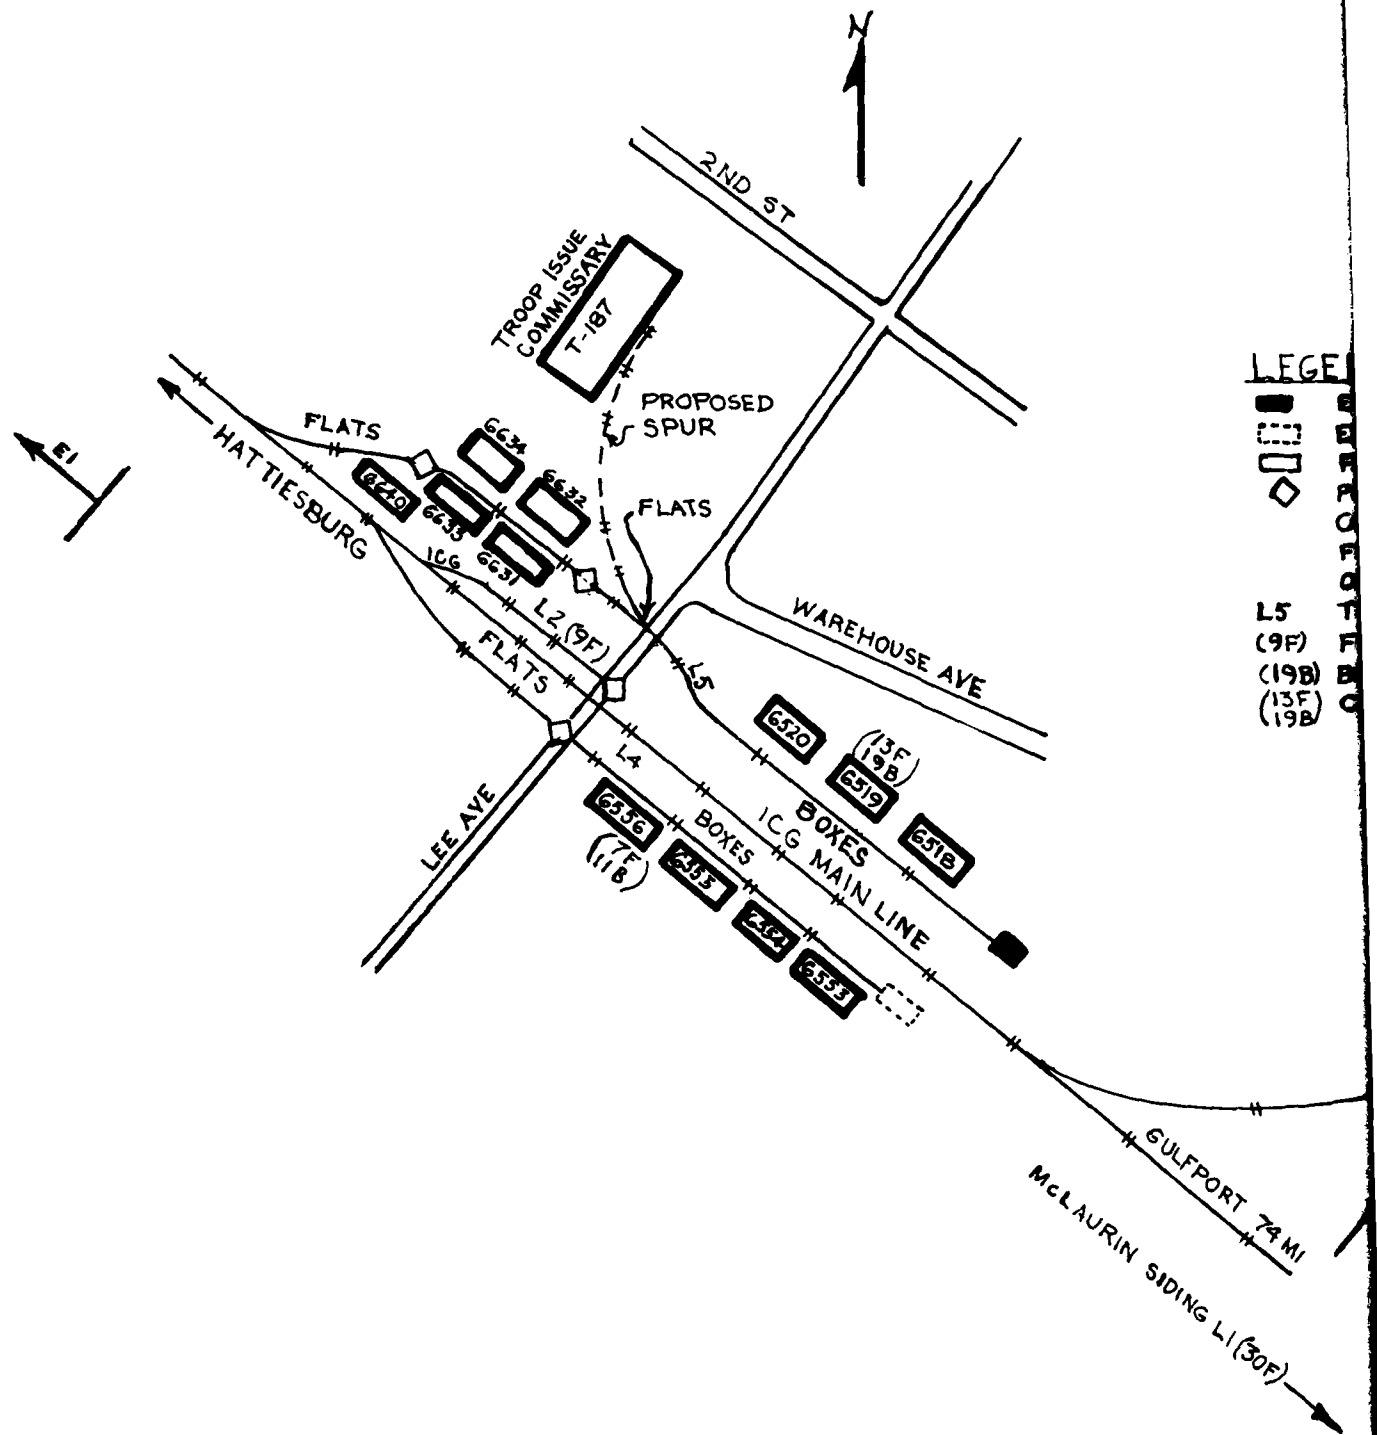 N
2ND ST
TROOP ISSUE
COMMISSARY
T-187
PROPOSED
SPUR
FLATS
FLATS
HATTIESBURG
E1
6634
6632
6640
6633
6631
ICG
L2 (9F)
FLATS
L5
WAREHOUSE AVE
LEE AVE
L4
BOXES
6520
(13F
19B)
6519
6518
BOXES
ICG MAIN LINE
6556
(7F
11B)
6555
6554
6553
GULFPORT 74 MI
McLAURIN SIDING L1 (30F)
L5
(9F)
(19B)
(13F)
(19B)